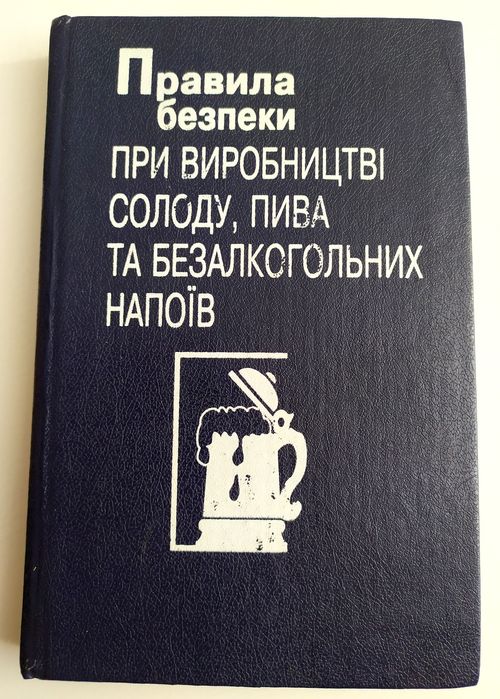 Правила
безпеки
ПРИ ВИРОБНИЦТВІ
СОЛОДУ, ПИВА
ТА БЕЗАЛКОГОЛЬНИХ
НАПОЇВ